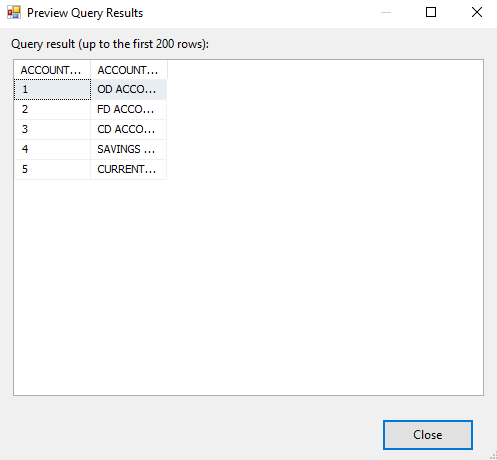 Preview Query Results
Query result (up to the first 200 rows):
ACCOUNT... ACCOUNT...
1 OD ACCO...
2 FD ACCO...
3 CD ACCO...
4 SAVINGS ...
5 CURRENT...
Close